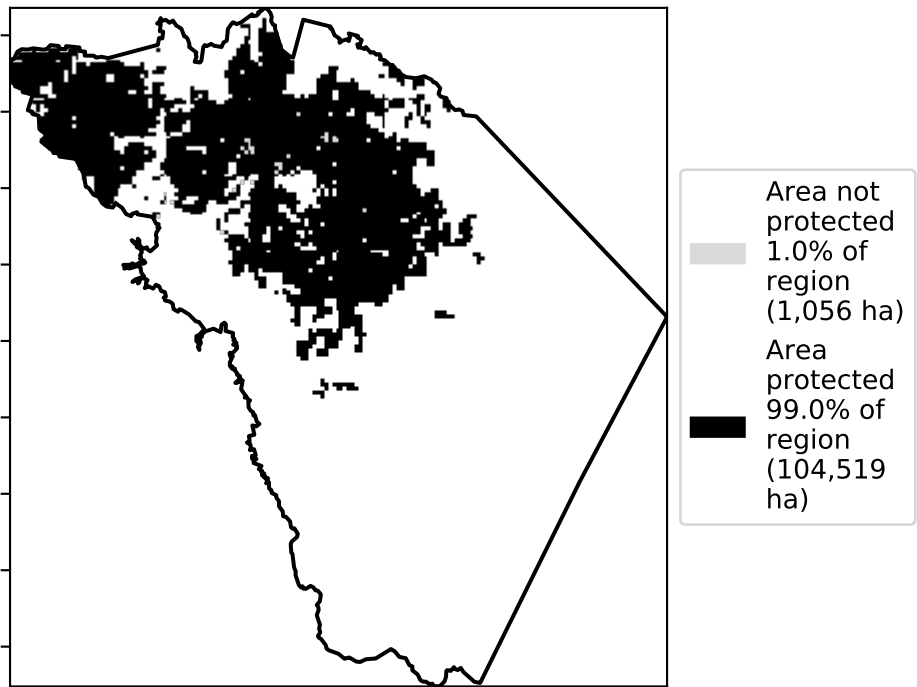 Area not
protected
1.0% of
region
(1,056 ha)
Area
protected
99.0% of
region
(104,519
ha)